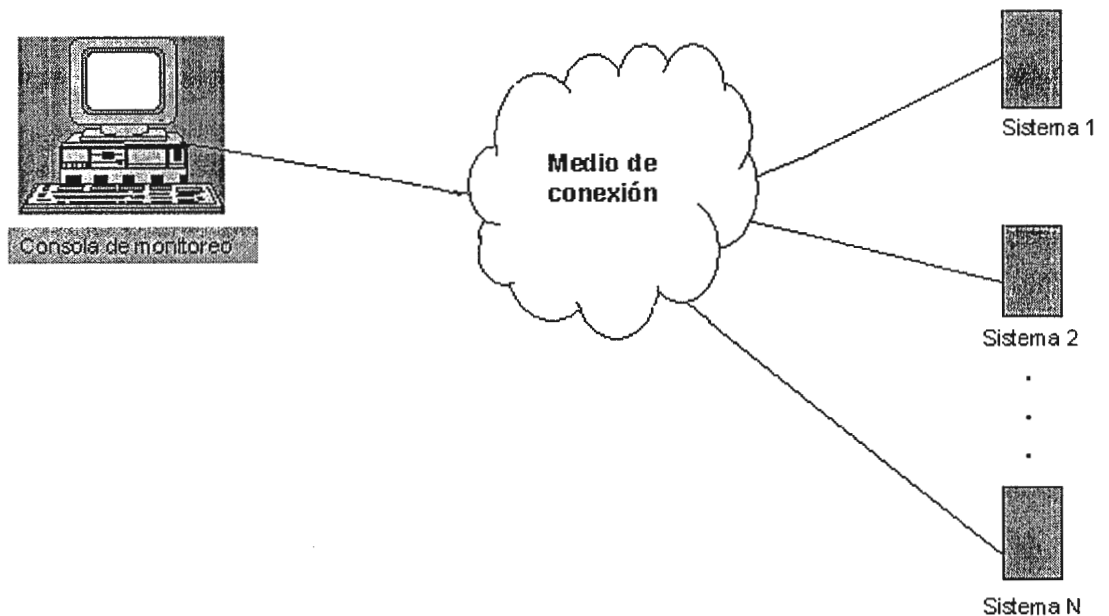 Consola de monitoreo
Medio de
conexión
Sistema 1
Sistema 2
Sistema N